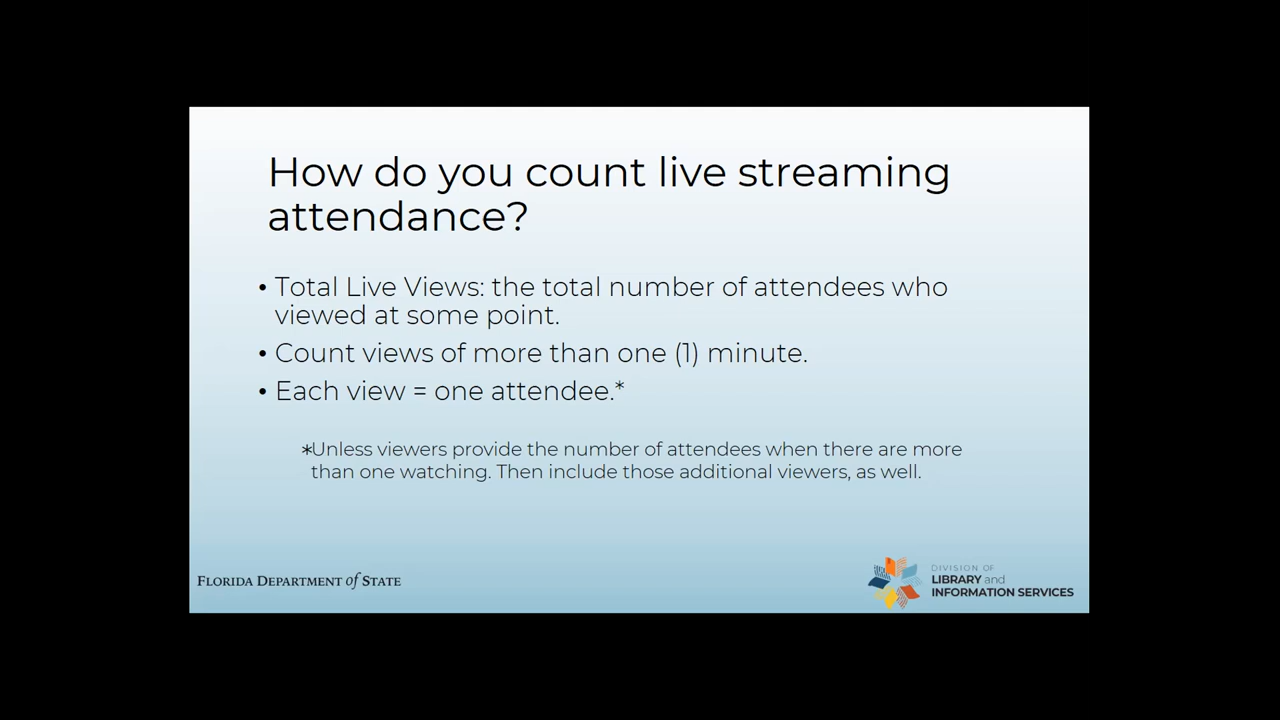 How do you count live streaming
attendance?
• Total Live Views: the total number of attendees who
viewed at some point.
• Count views of more than one (1) minute.
• Each view = one attendee.*
*Unless viewers provide the number of attendees when there are more
than one watching. Then include those additional viewers, as well.
FLORIDA DEPARTMENT of STATE
DIVISION OF
LIBRARY and
INFORMATION SERVICES